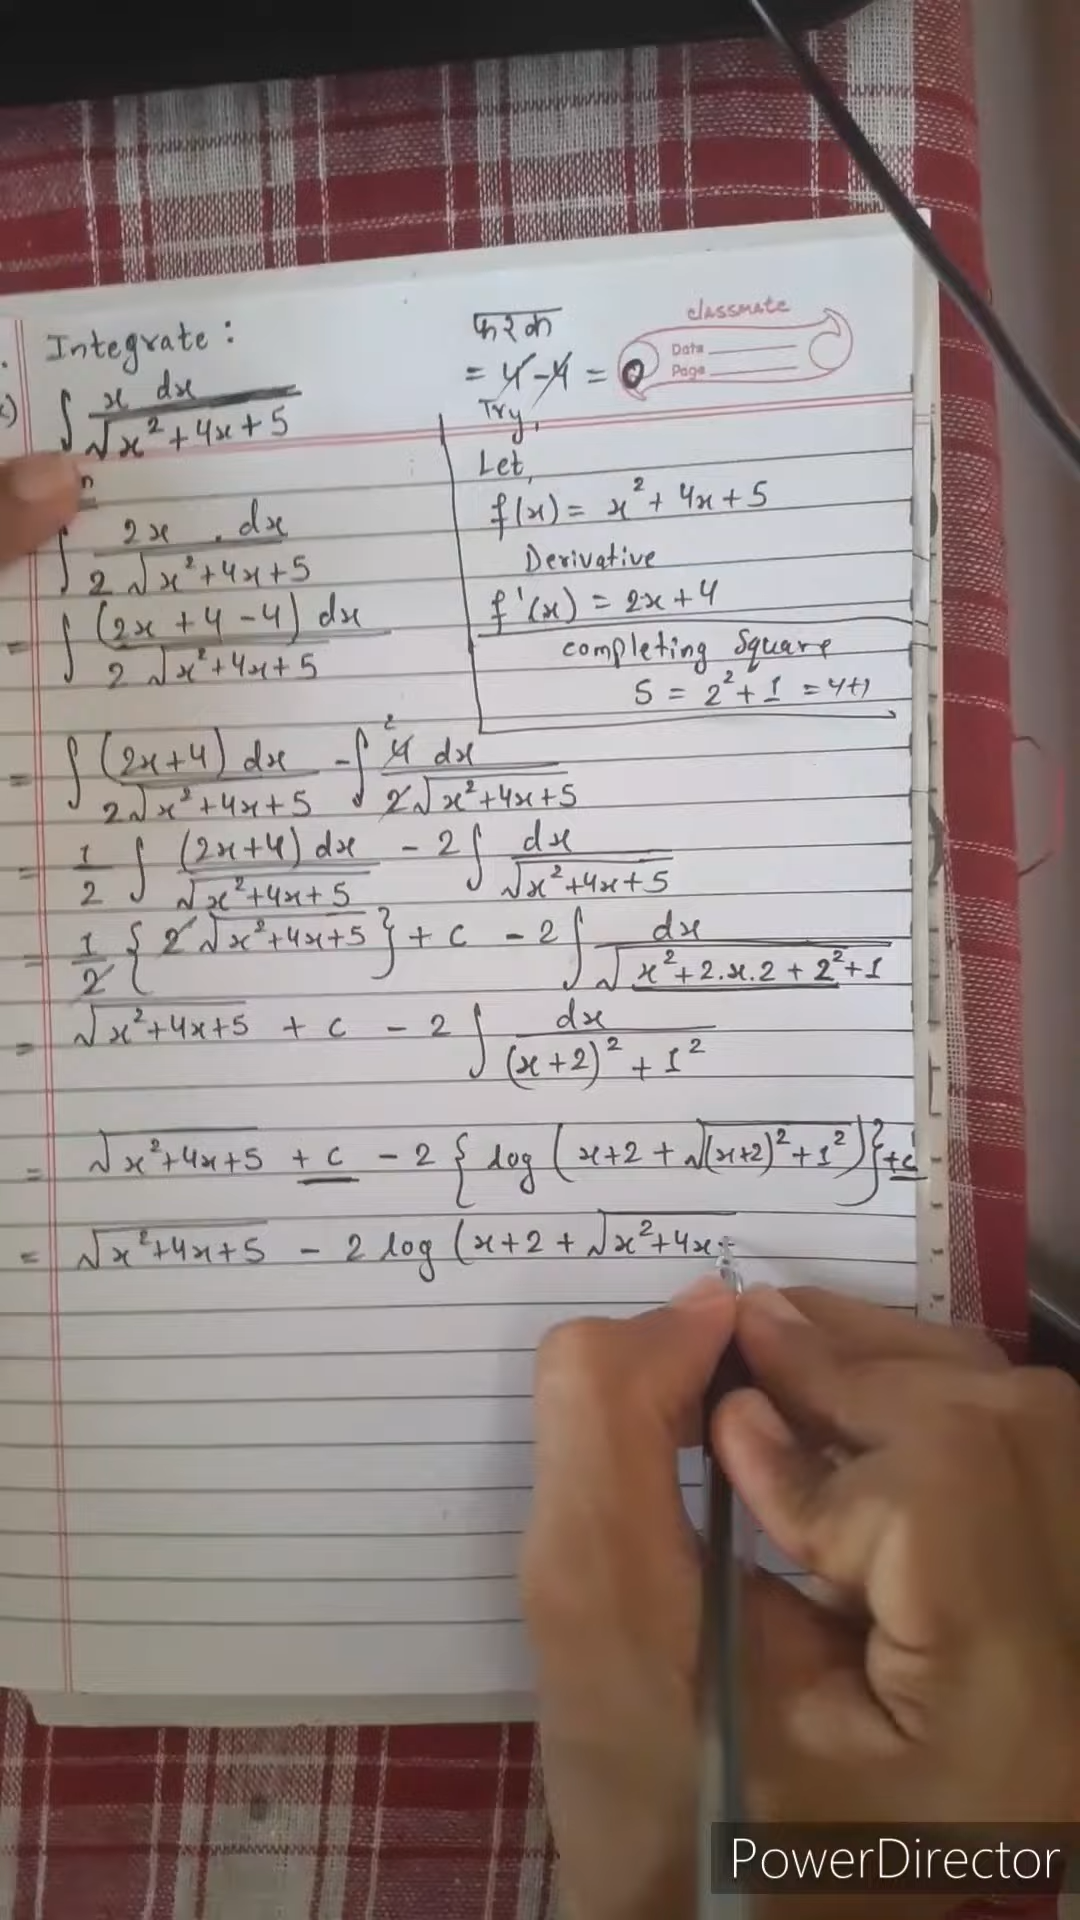 Integrate:
∫ x dx / √x²+4x+5
फरक
= 4-4 = 0
Try,
classmate
Date
Page
Let,
f(x) = x²+4x+5
Derivative
f'(x) = 2x+4
completing Square
5 = 2²+1 = 4+1
∫ 2x . dx / 2√x²+4x+5
= ∫ (2x+4-4) dx / 2√x²+4x+5
= ∫ (2x+4) dx / 2√x²+4x+5 - ∫ 4 2 dx / 2√x²+4x+5
= 1/2 ∫ (2x+4) dx / √x²+4x+5 - 2∫ dx / √x²+4x+5
= 1/2 {2√x²+4x+5} + c - 2∫ dx / √x²+2.x.2+2²+1
= √x²+4x+5 + c - 2∫ dx / (x+2)²+1²
= √x²+4x+5 + c - 2{log(x+2+√(x+2)²+1²)}+c
= √x²+4x+5 - 2 log(x+2+√x²+4x
PowerDirector